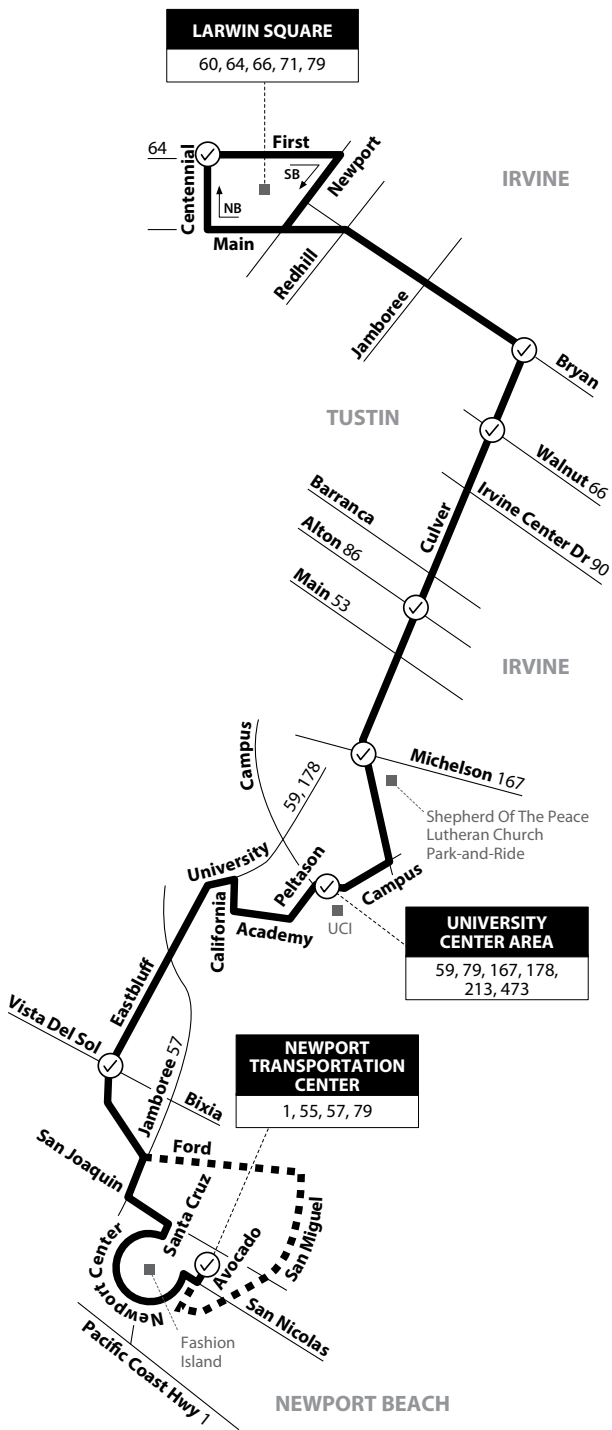 LARWIN SQUARE
60, 64, 66, 71, 79
64
First
Centennial
SB
Newport
NB
IRVINE
Main
Redhill
Jamboree
Bryan
TUSTIN
Walnut 66
Irvine Center Dr 90
Barranca
Culver
Alton 86
Main 53
IRVINE
Campus
Michelson 167
59, 178
Shepherd Of The Peace
Lutheran Church
Park-and-Ride
University
Peltason
Campus
California
Academy
UCI
UNIVERSITY
CENTER AREA
59, 79, 167, 178,
213, 473
Eastbluff
Vista Del Sol
NEWPORT
TRANSPORTATION
CENTER
1, 55, 57, 79
Jamboree 57
Bixia
Ford
San Joaquin
Santa Cruz
San Miguel
Avocado
Newport Center
San Nicolas
Fashion
Island
Pacific Coast Hwy 1
NEWPORT BEACH